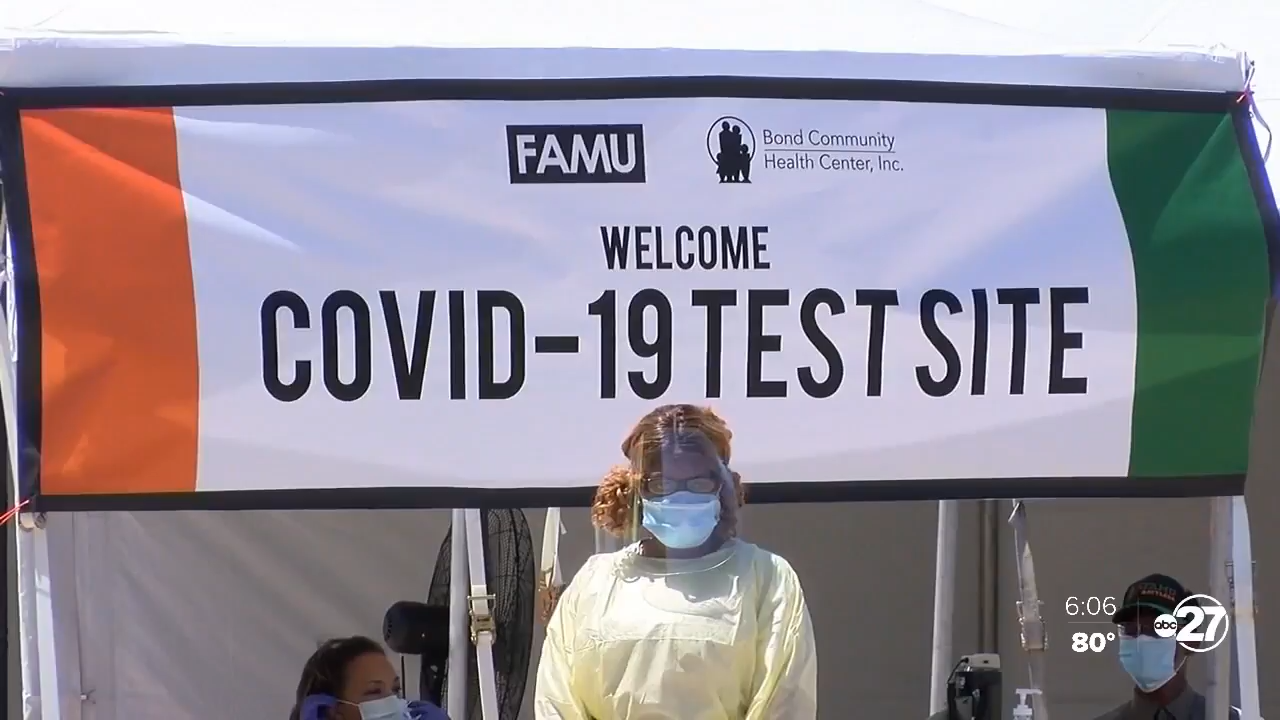 FAMU
Bond Community
Health Center, Inc.
WELCOME
COVID-19 TEST SITE
6:06
80°
abc 27